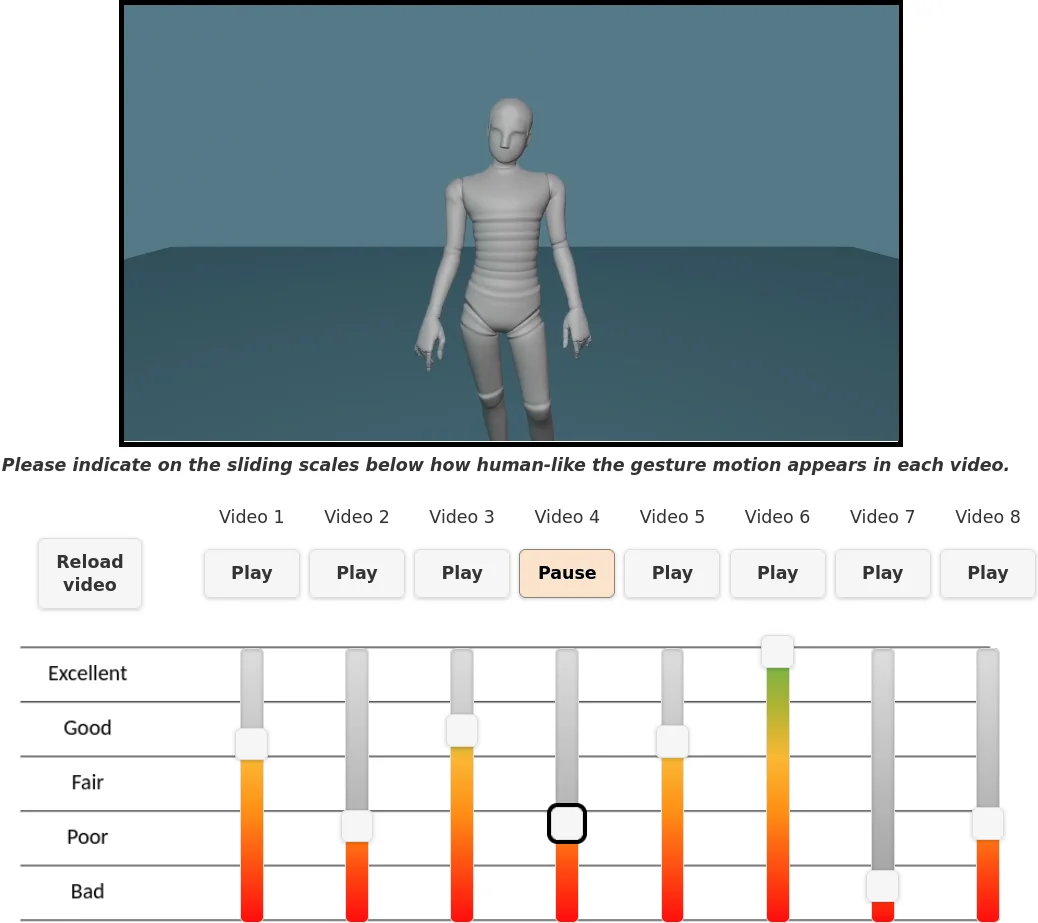 Please indicate on the sliding scales below how human-like the gesture motion appears in each video.
Video 1 Video 2 Video 3 Video 4 Video 5 Video 6 Video 7 Video 8
Reload
video
Play Play Play Pause Play Play Play Play
Excellent
Good
Fair
Poor
Bad